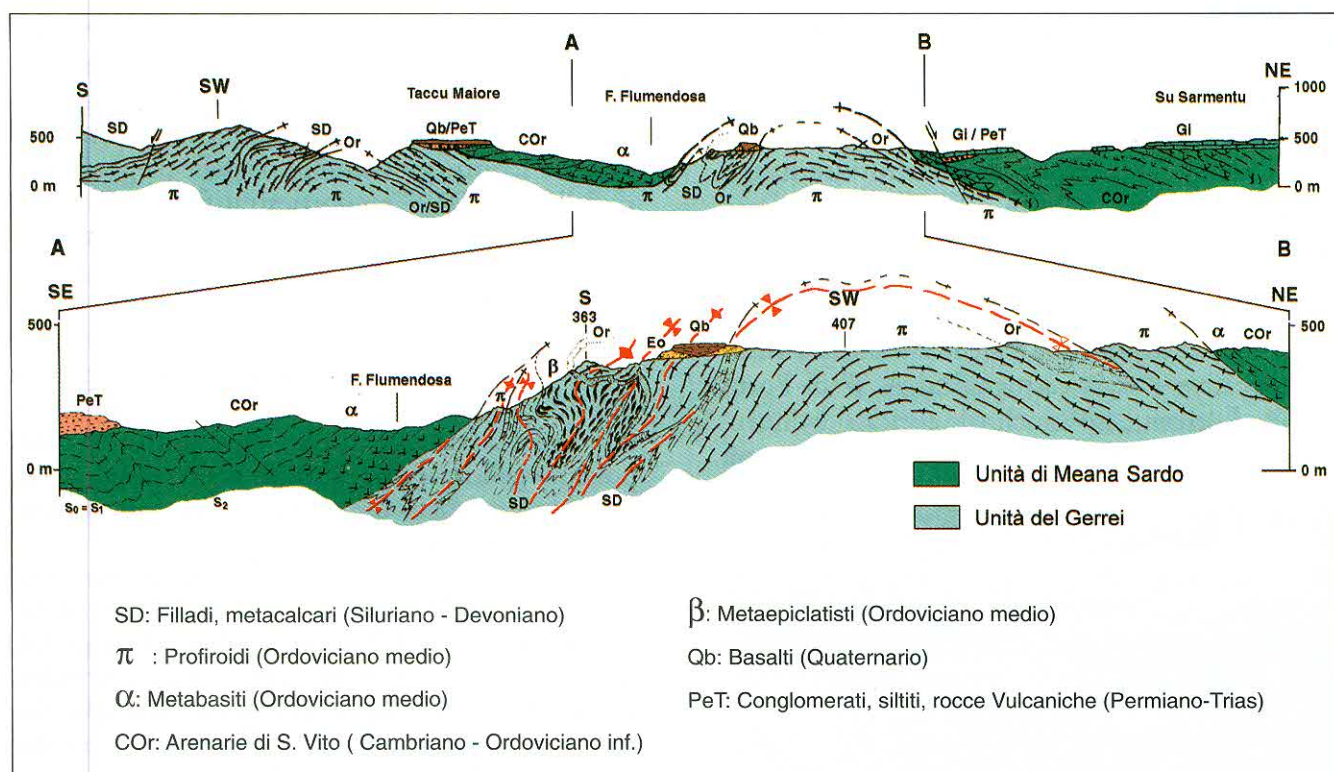 A B
S SW Taccu Maiore F. Flumendosa NE
Su Sarmentu
1000
SD SD Or Qb/PeT COr α Qb Or Gi / PeT Gi
500 500
0 m 0 m
π π Or/SD π π SD Or π π COr
A B
SE S SW NE
500 363 Or Eo Qb 407 π Or π α COr 500
β
F. Flumendosa
PeT COr α π
0 m 0 m
S₀ = S₁ S₂ SD SD
Unità di Meana Sardo
Unità del Gerrei
SD: Filladi, metacalcari (Siluriano - Devoniano)
π : Profiroidi (Ordoviciano medio)
α: Metabasiti (Ordoviciano medio)
COr: Arenarie di S. Vito ( Cambriano - Ordoviciano inf.)
β: Metaepiclatisti (Ordoviciano medio)
Qb: Basalti (Quaternario)
PeT: Conglomerati, siltiti, rocce Vulcaniche (Permiano-Trias)